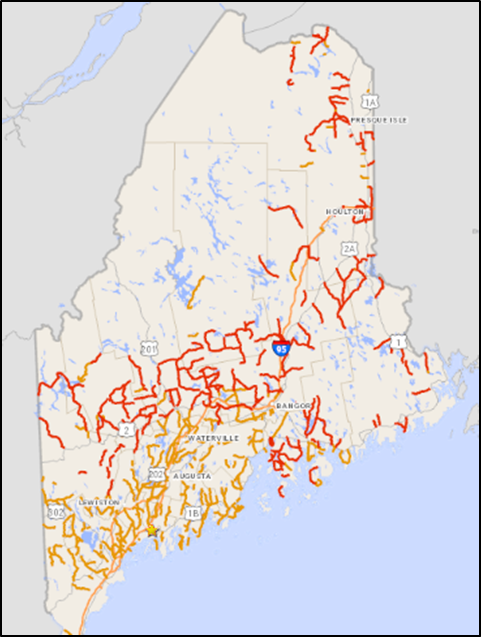 1A
PRESQUE ISLE
HOULTON
2A
201
95
1
BANGOR
2
WATERVILLE
202
AUGUSTA
LEWISTON
302
1B